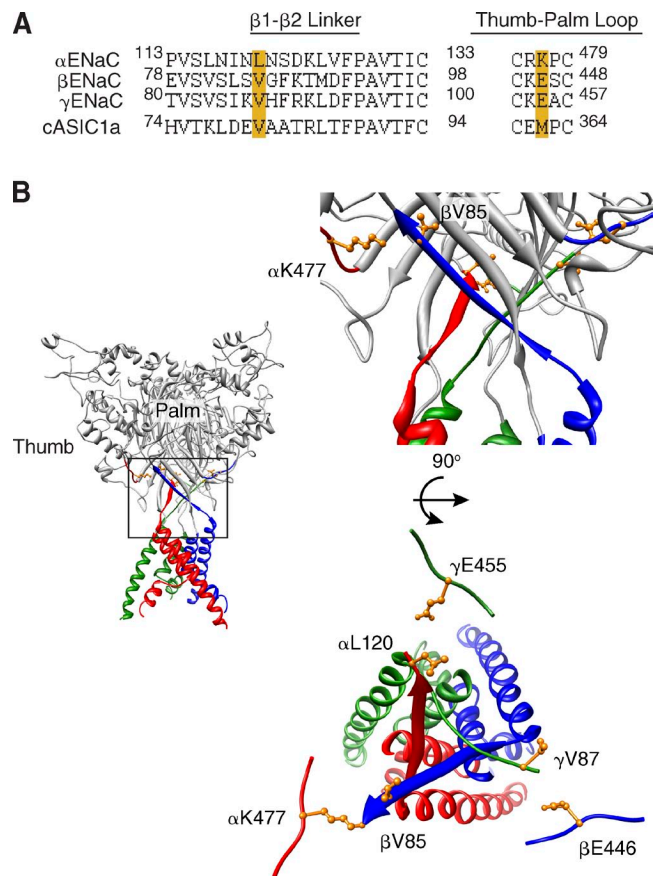 A
β1-β2 Linker Thumb-Palm Loop
αENaC 113 PVSLNINLNSDKLVFPAVTIC 133 CRKPC 479
βENaC 78 EVSVSLSVGFKTMDFPAVTIC 98 CKESC 448
γENaC 80 TVSVSIKVHFRKLDFPAVTIC 100 CKEAC 457
cASIC1a 74 HVTKLDEVAATRLTFPAVTFC 94 CEMPC 364
B
βV85
αK477
Palm
Thumb
90°
γE455
αL120
γV87
αK477
βV85
βE446